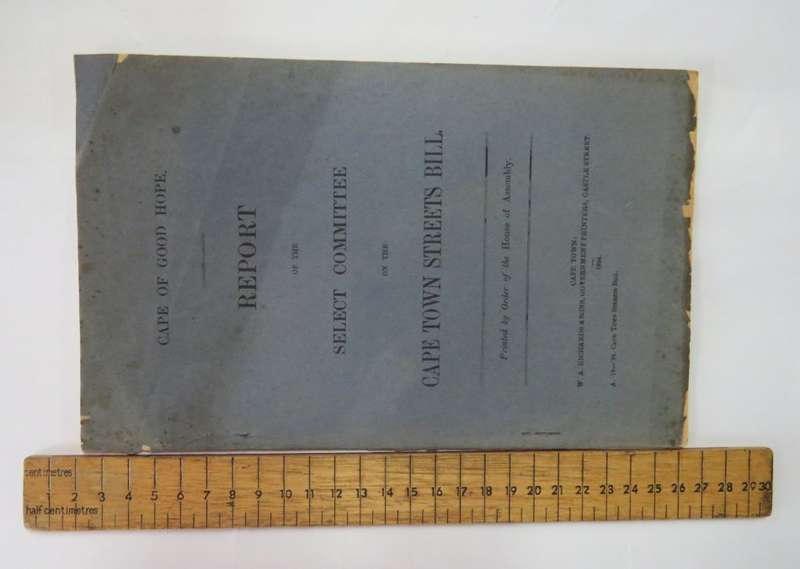 CAPE OF GOOD HOPE.
REPORT
OF THE
SELECT COMMITTEE
ON THE
CAPE TOWN STREETS BILL.
Printed by Order of the House of Assembly.
CAPE TOWN:
W. A. RICHARDS & SONS, GOVERNMENT PRINTERS, CASTLE STREET.
1894.
Cape Town Streets Bill.
centimetres
1 2 3 4 5 6 7 8 9 10 11 12 13 14 15 16 17 18 19 20 21 22 23 24 25 26 27 28 29 30
half centimetres